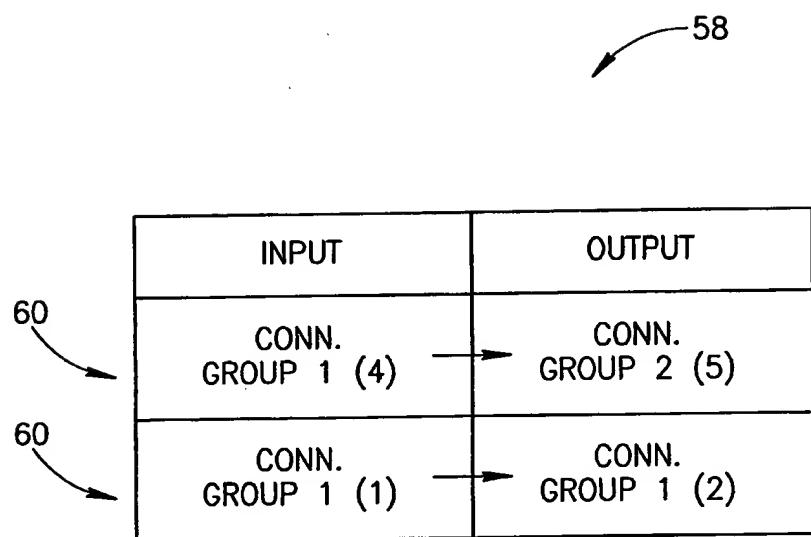 58
INPUT OUTPUT
60
CONN.
GROUP 1 (4)
CONN.
GROUP 2 (5)
60
CONN.
GROUP 1 (1)
CONN.
GROUP 1 (2)